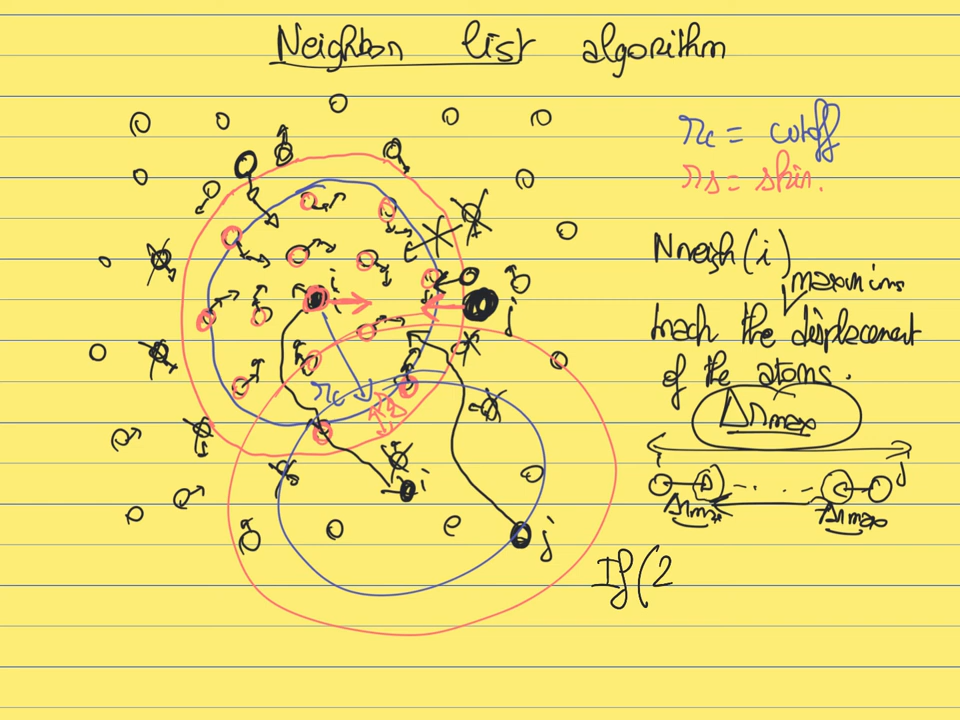 Neighbor list algorithm
rc = cutoff
rs = skin.
Nneigh(i)
maximum
track the displacement
of the atoms.
Δrmax
i
j
rc
rs
Δrmax
Δrmax
j
i
j
If (2